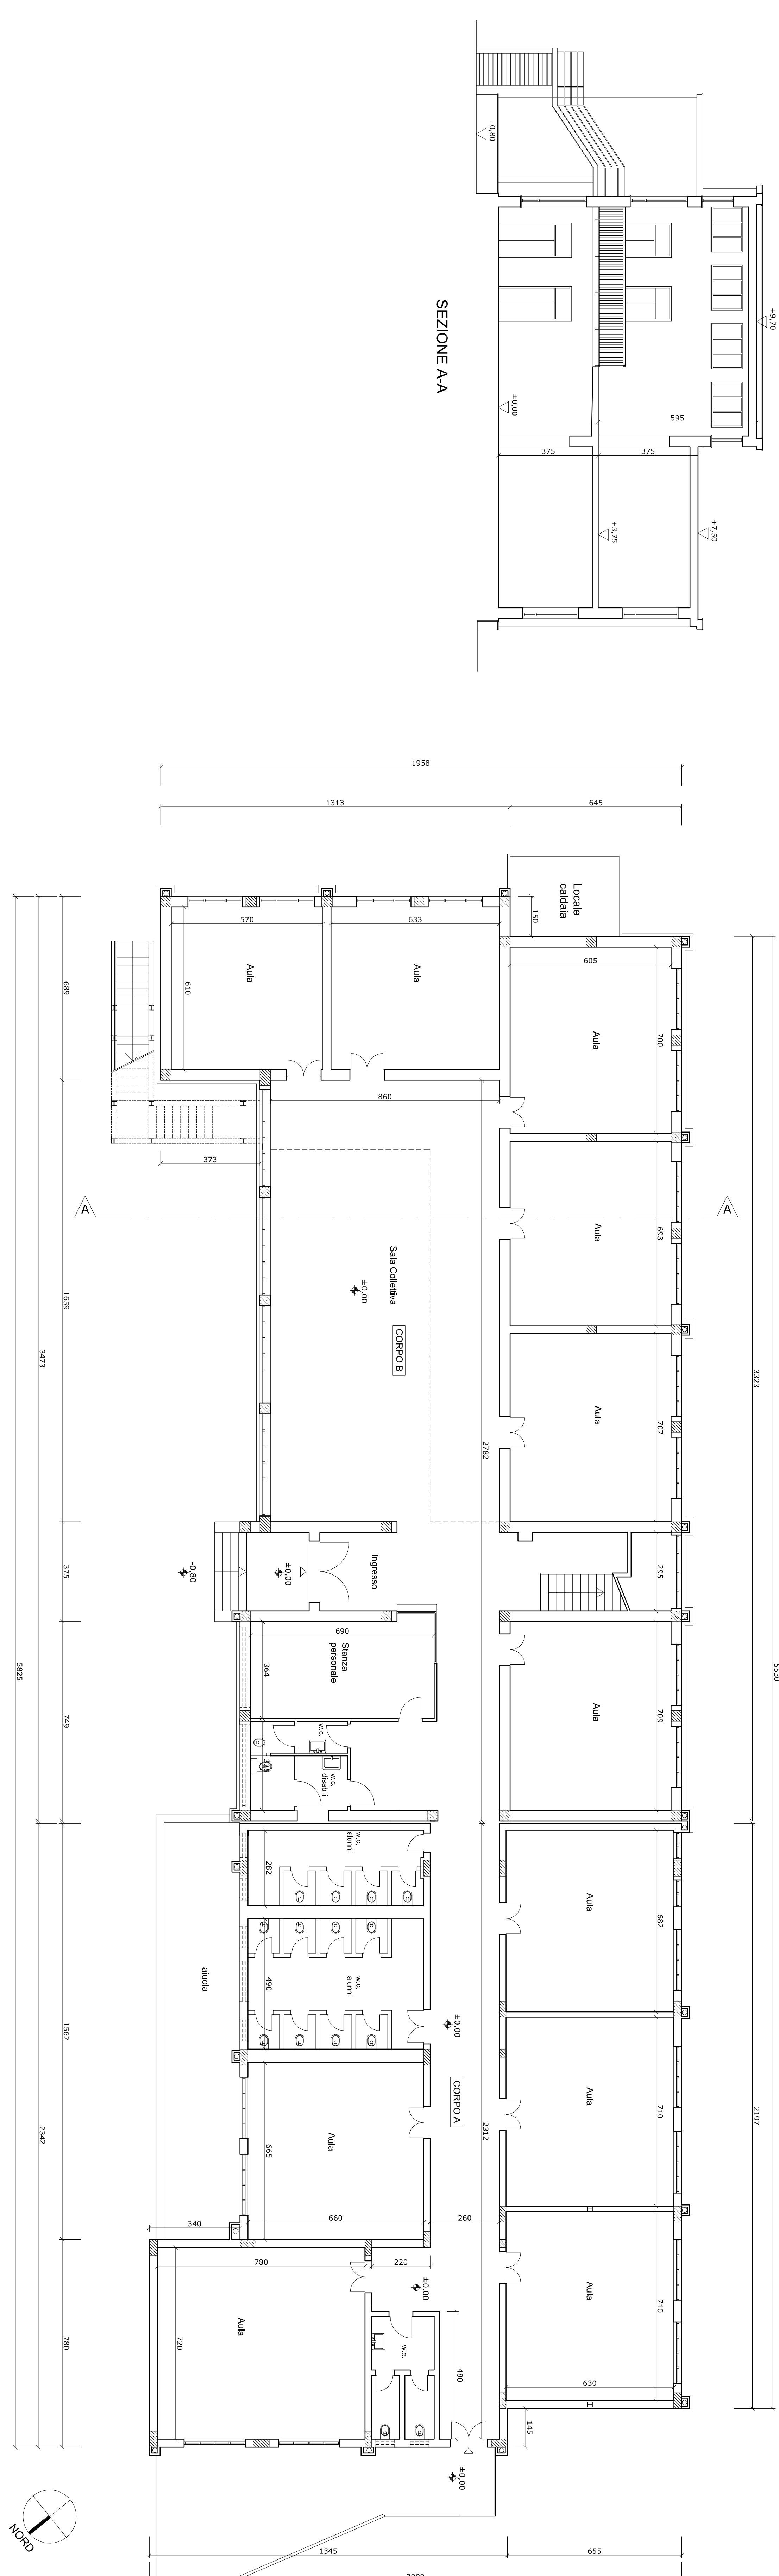 +9,70
-0,80
595
±0,00
375
375
SEZIONE A-A
+3,75
+7,50
1958
1313
645
Locale
caldaia
150
570
633
605
Aula
Aula
Aula
610
689
700
860
373
A
A
Aula
693
Sala Collettiva
±0,00
CORPO B
1659
3473
3323
Aula
707
2782
-0,80
±0,00
Ingresso
375
295
690
Stanza
personale
364
5825
5530
Aula
709
749
w.c.
w.c.
disabili
w.c.
alunni
282
Aula
682
aiuola
490
w.c.
alunni
±0,00
1562
CORPO A
2342
2312
2197
Aula
710
Aula
665
340
660
260
780
220
±0,00
Aula
710
Aula
720
780
w.c.
480
630
145
±0,00
NORD
1345
655